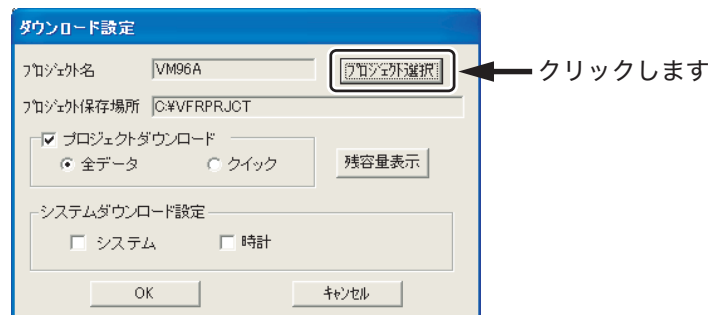 ダウンロード設定
プロジェクト名 VM96A プロジェクト選択 クリックします
プロジェクト保存場所 C:¥VFRPRJCT
プロジェクトダウンロード
全データ クイック 残容量表示
システムダウンロード設定
システム 時計
OK キャンセル